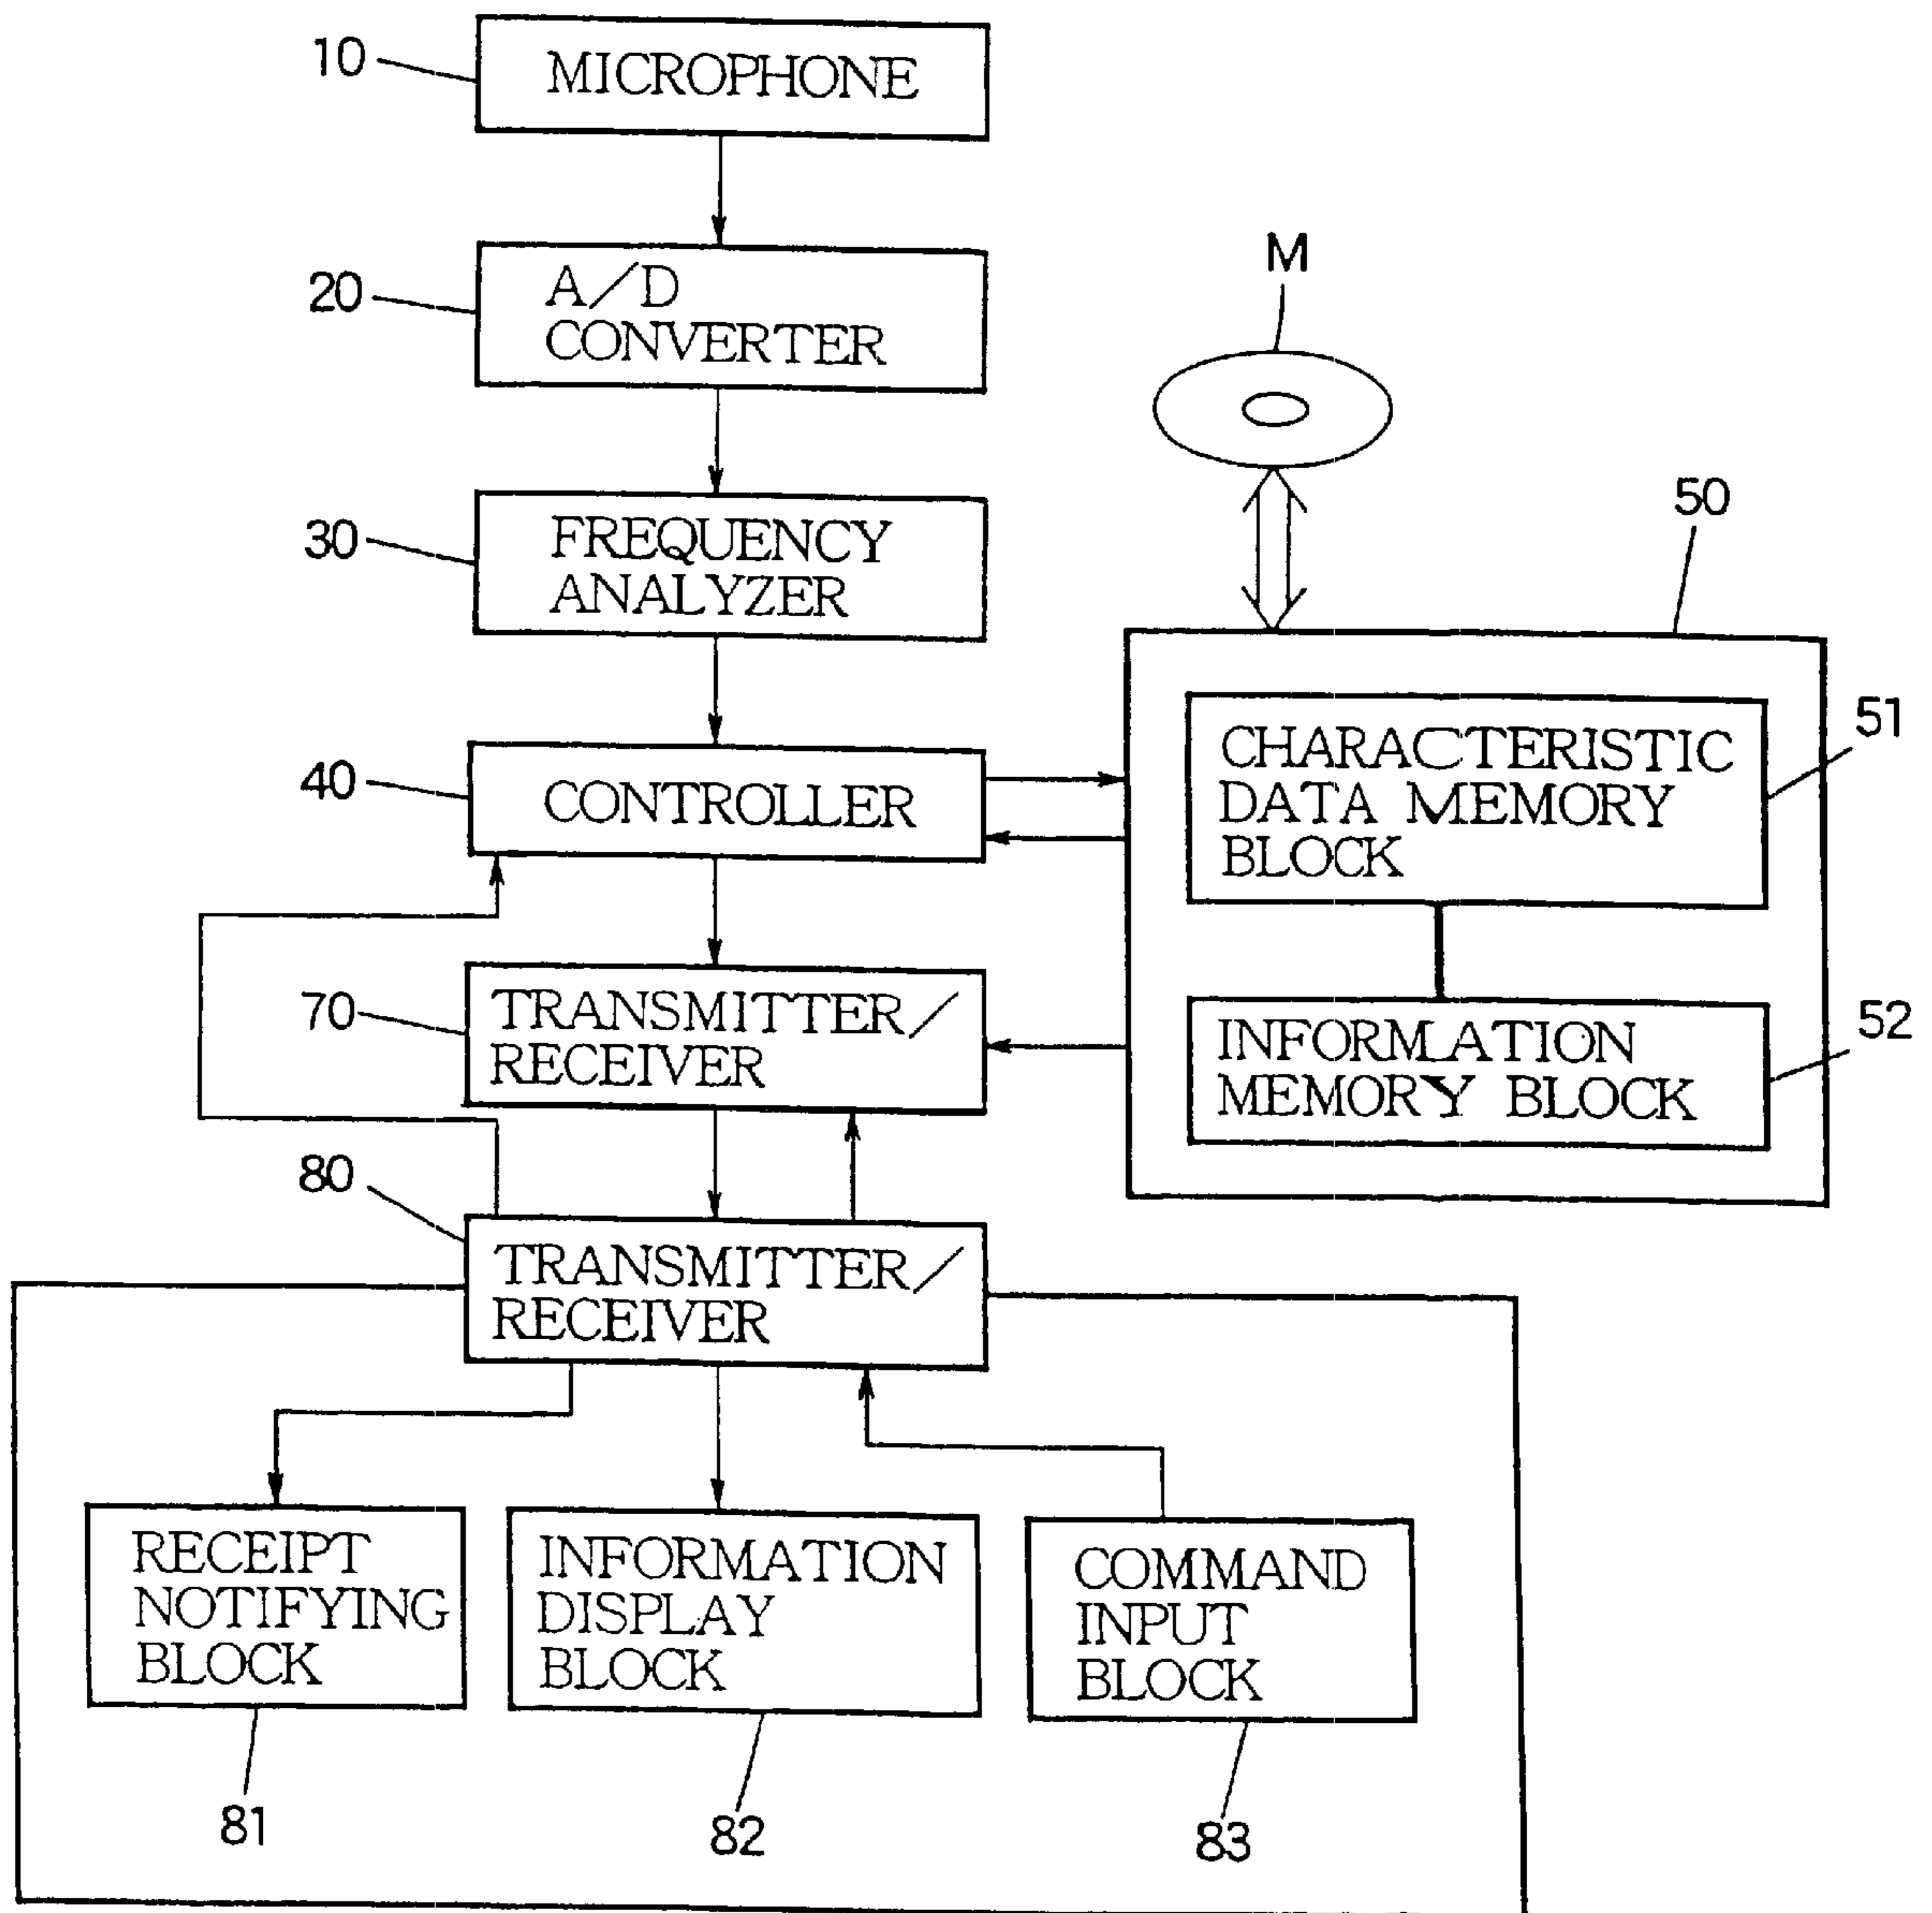 10
MICROPHONE
20
A/D
CONVERTER
M
30
FREQUENCY
ANALYZER
50
40
CONTROLLER
CHARACTERISTIC
DATA MEMORY
BLOCK
51
70
TRANSMITTER/
RECEIVER
INFORMATION
MEMORY BLOCK
52
80
TRANSMITTER/
RECEIVER
RECEIPT
NOTIFYING
BLOCK
INFORMATION
DISPLAY
BLOCK
COMMAND
INPUT
BLOCK
81
82
83